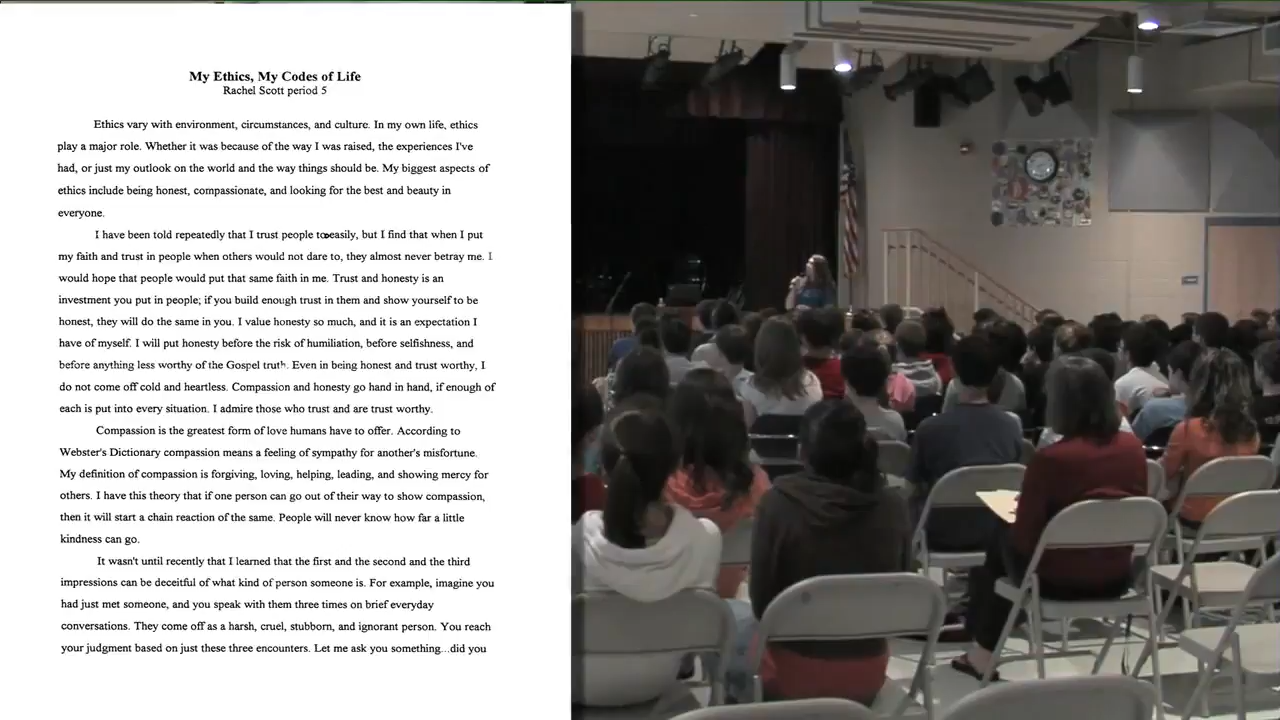 My Ethics, My Codes of Life
Rachel Scott period 5
Ethics vary with environment, circumstances, and culture. In my own life, ethics
play a major role. Whether it was because of the way I was raised, the experiences I've
had, or just my outlook on the world and the way things should be. My biggest aspects of
ethics include being honest, compassionate, and looking for the best and beauty in
everyone.
I have been told repeatedly that I trust people to easily, but I find that when I put
my faith and trust in people when others would not dare to, they almost never betray me. I
would hope that people would put that same faith in me. Trust and honesty is an
investment you put in people; if you build enough trust in them and show yourself to be
honest, they will do the same in you. I value honesty so much, and it is an expectation I
have of myself. I will put honesty before the risk of humiliation, before selfishness, and
before anything less worthy of the Gospel truth. Even in being honest and trust worthy, I
do not come off cold and heartless. Compassion and honesty go hand in hand, if enough of
each is put into every situation. I admire those who trust and are trust worthy.
Compassion is the greatest form of love humans have to offer. According to
Webster's Dictionary compassion means a feeling of sympathy for another's misfortune.
My definition of compassion is forgiving, loving, helping, leading, and showing mercy for
others. I have this theory that if one person can go out of their way to show compassion,
then it will start a chain reaction of the same. People will never know how far a little
kindness can go.
It wasn't until recently that I learned that the first and the second and the third
impressions can be deceitful of what kind of person someone is. For example, imagine you
had just met someone, and you speak with them three times on brief everyday
conversations. They come off as a harsh, cruel, stubborn, and ignorant person. You reach
your judgment based on just these three encounters. Let me ask you something...did you